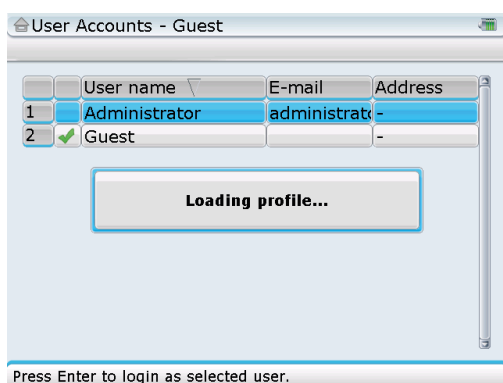 User Accounts - Guest
User name E-mail Address
1 Administrator administrato -
2 Guest -
Loading profile...
Press Enter to login as selected user.